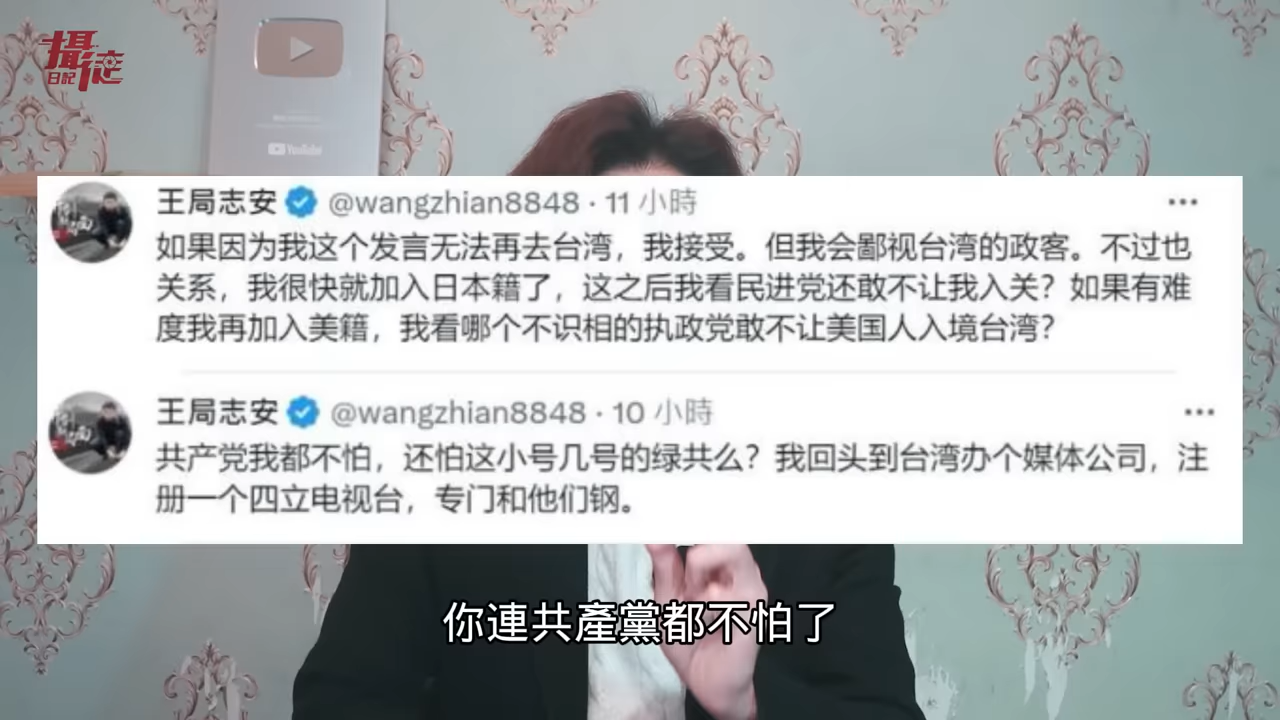 攝徒
日記
YouTube
王局志安 @wangzhian8848 · 11 小時
如果因为我这个发言无法再去台湾，我接受。但我会鄙视台湾的政客。不过也
关系，我很快就加入日本籍了，这之后我看民进党还敢不让我入关？如果有难
度我再加入美籍，我看哪个不识相的执政党敢不让美国人入境台湾？
王局志安 @wangzhian8848 · 10 小時
共产党我都不怕，还怕这小号几号的绿共么？我回头到台湾办个媒体公司，注
册一个四立电视台，专门和他们钢。
你連共產黨都不怕了